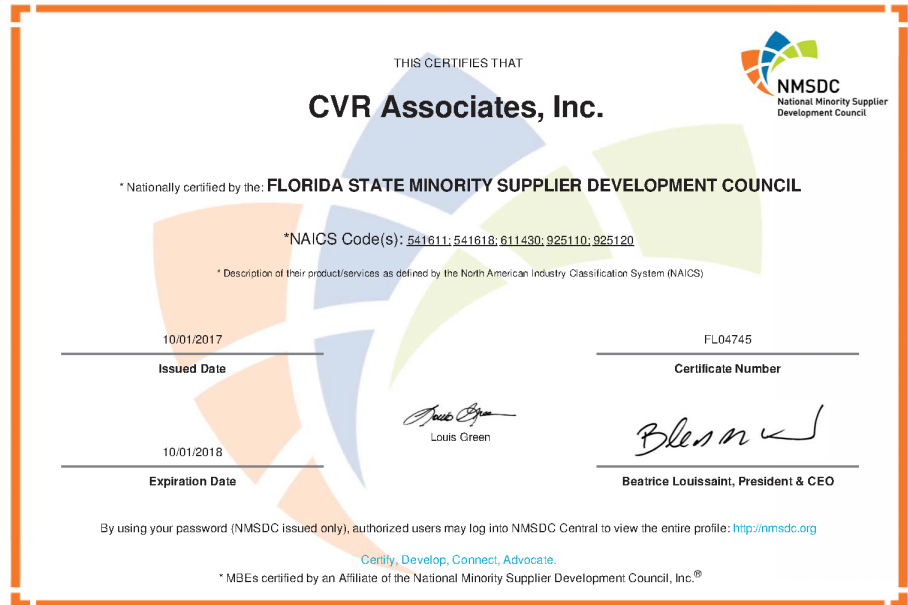 THIS CERTIFIES THAT
NMSDC
National Minority Supplier
Development Council
CVR Associates, Inc.
* Nationally certified by the: FLORIDA STATE MINORITY SUPPLIER DEVELOPMENT COUNCIL
*NAICS Code(s): 541611; 541618; 611430; 925110; 925120
* Description of their product/services as defined by the North American Industry Classification System (NAICS)
10/01/2017
FL04745
Issued Date
Certificate Number
Louis Green
10/01/2018
Expiration Date
Beatrice Louissaint, President & CEO
By using your password (NMSDC issued only), authorized users may log into NMSDC Central to view the entire profile: http://nmsdc.org
Certify, Develop, Connect, Advocate.
* MBEs certified by an Affiliate of the National Minority Supplier Development Council, Inc.®